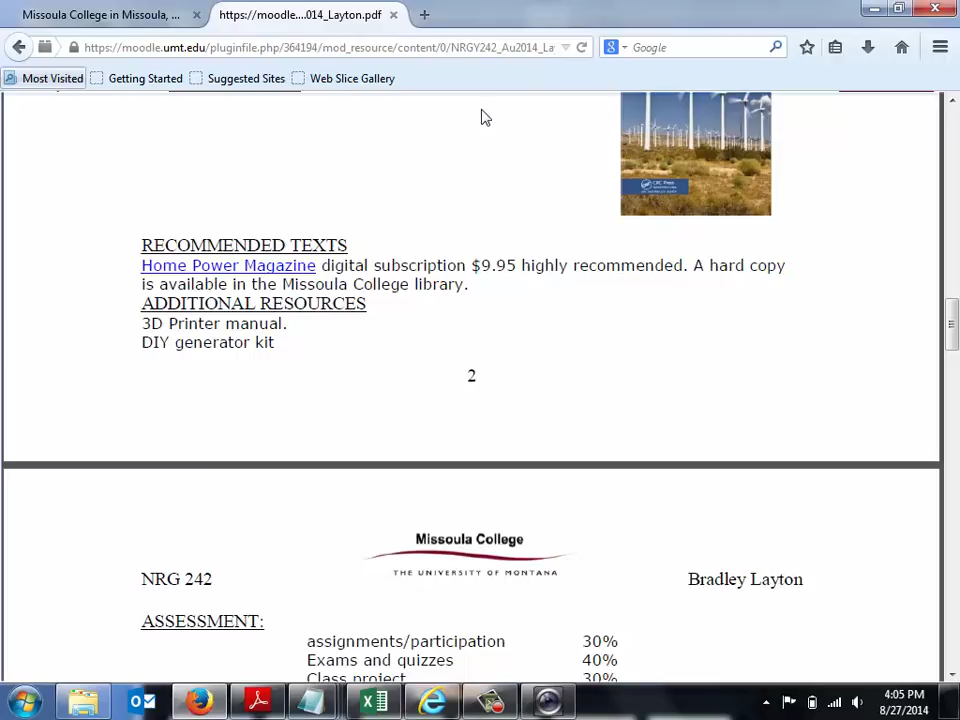 Missoula College in Missoula, ...
https://moodle....014_Layton.pdf
https://moodle.umt.edu/pluginfile.php/364194/mod_resource/content/0/NRGY242_Au2014_La
Google
Most Visited
Getting Started
Suggested Sites
Web Slice Gallery
CRC Press
RECOMMENDED TEXTS
Home Power Magazine digital subscription $9.95 highly recommended. A hard copy
is available in the Missoula College library.
ADDITIONAL RESOURCES
3D Printer manual.
DIY generator kit
2
Missoula College
THE UNIVERSITY OF MONTANA
NRG 242
Bradley Layton
ASSESSMENT:
assignments/participation 30%
Exams and quizzes 40%
Class project 30%
4:05 PM
8/27/2014